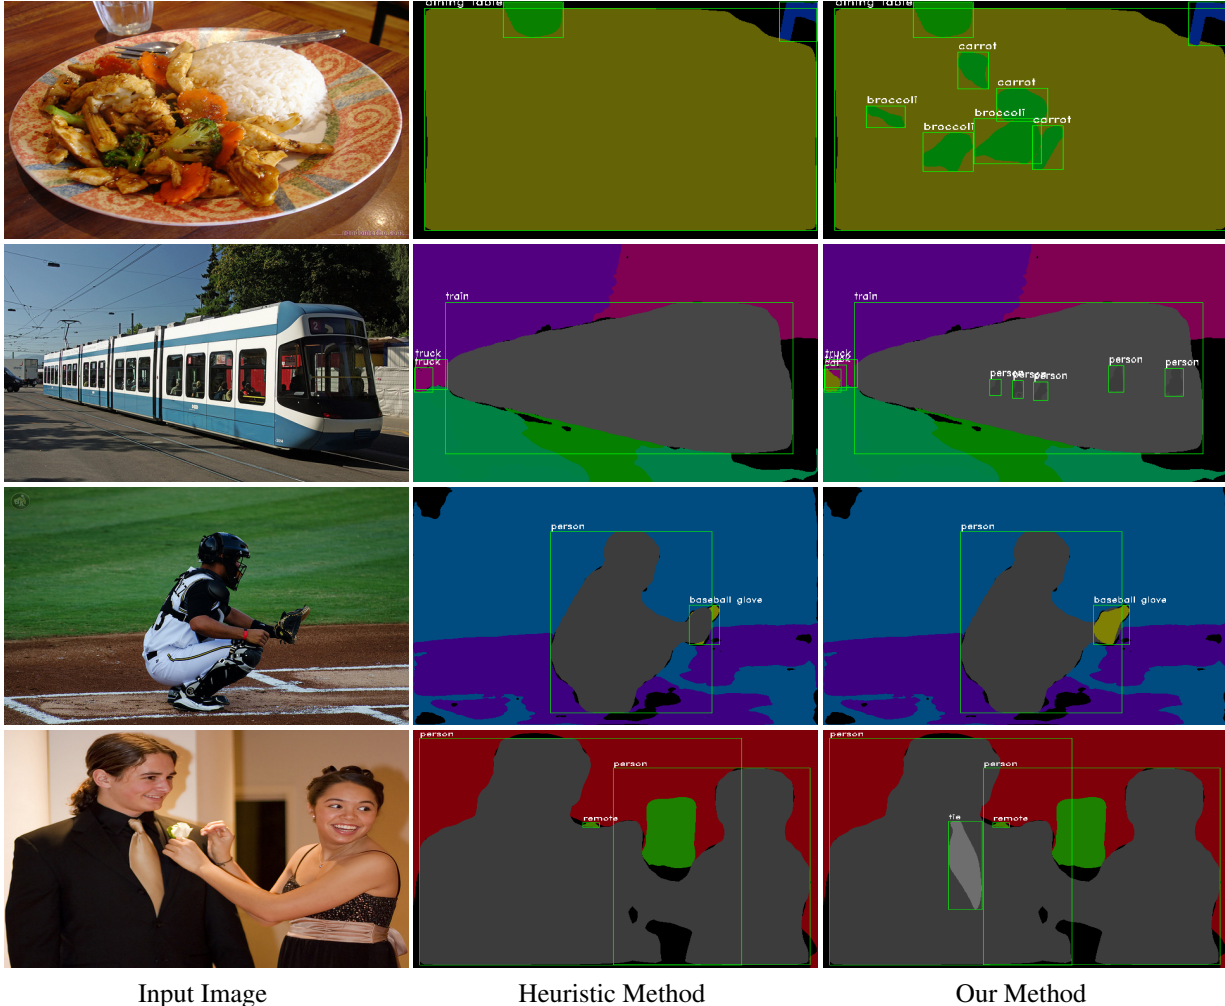 dining table
dining table
carrot
carrot
broccoli
broccoli
broccoli
carrot
2
train
truck
truck
train
truck
car
person
person
person
person
person
person
baseball glove
person
baseball glove
person
person
remote
person
person
tie
remote
Input Image
Heuristic Method
Our Method